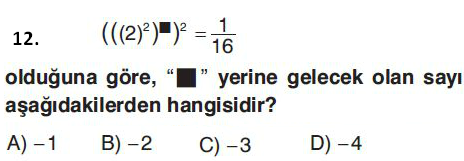 12. (((2)²)■)² = 1/16
olduğuna göre, “■” yerine gelecek olan sayı
aşağıdakilerden hangisidir?
A) –1 B) –2 C) –3 D) –4